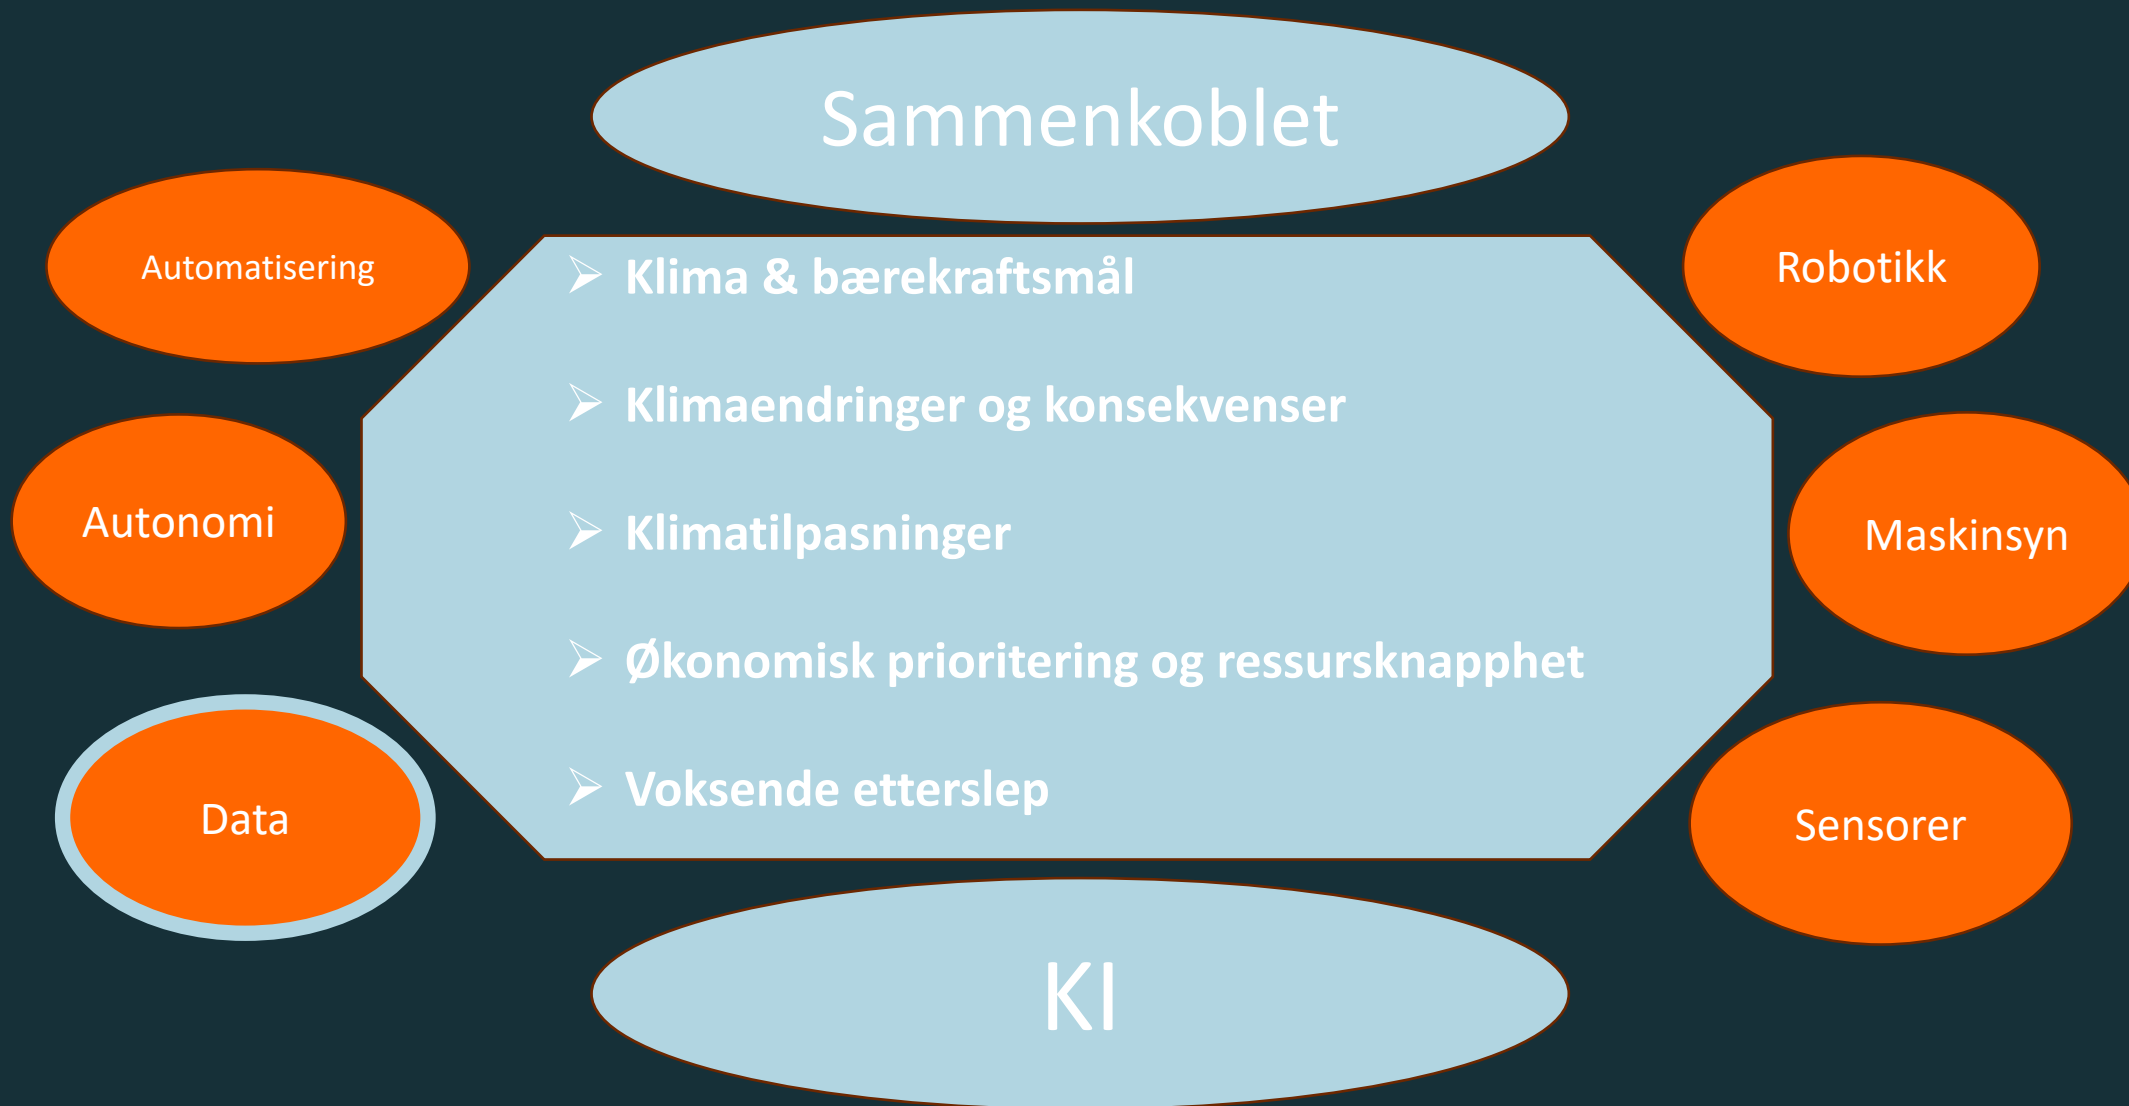 Sammenkoblet
Automatisering
Robotikk
➢ Klima & bærekraftsmål
➢ Klimaendringer og konsekvenser
➢ Klimatilpasninger
➢ Økonomisk prioritering og ressursknapphet
➢ Voksende etterslep
Autonomi
Maskinsyn
Data
Sensorer
KI